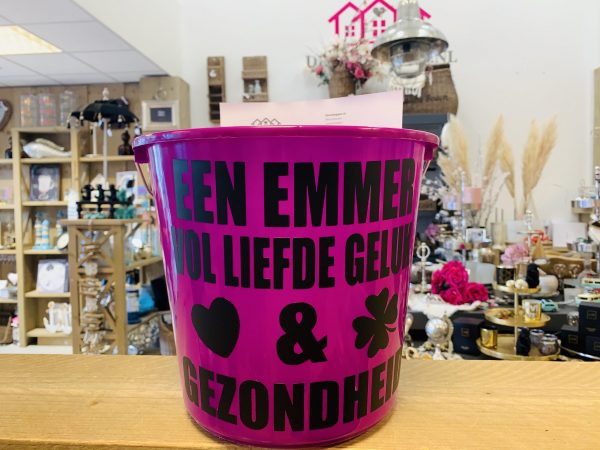 EEN EMMER
VOL LIEFDE GELUK
&
GEZONDHEID